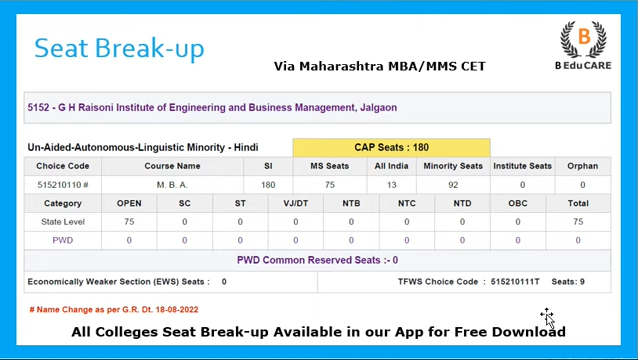 Seat Break-up
B
B EduCARE
Via Maharashtra MBA/MMS CET
5152 - G H Raisoni Institute of Engineering and Business Management, Jalgaon
Un-Aided-Autonomous-Linguistic Minority - Hindi CAP Seats : 180
Choice Code Course Name SI MS Seats All India Minority Seats Institute Seats Orphan
515210110 # M. B. A. 180 75 13 92 0 0
Category OPEN SC ST VJ/DT NTB NTC NTD OBC Total
State Level 75 0 0 0 0 0 0 0 75
PWD 0 0 0 0 0 0 0 0 0
PWD Common Reserved Seats :- 0
Economically Weaker Section (EWS) Seats : 0 TFWS Choice Code : 515210111T Seats: 9
# Name Change as per G.R. Dt. 18-08-2022
All Colleges Seat Break-up Available in our App for Free Download